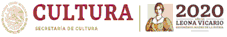 CULTURA
SECRETARÍA DE CULTURA
2020
LEONA VICARIO